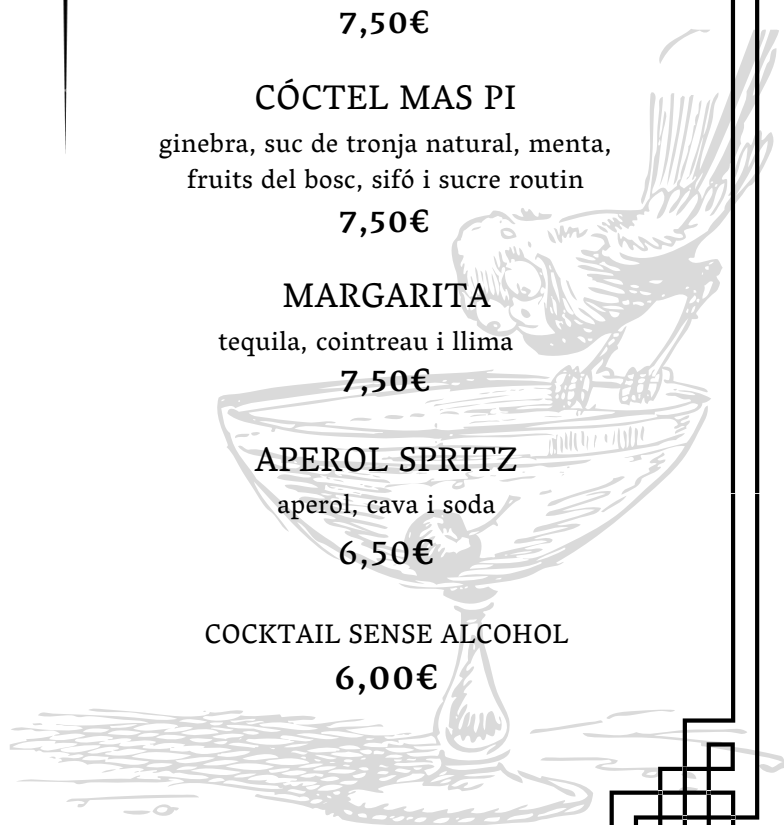 7,50€
CÓCTEL MAS PI
ginebra, suc de tronja natural, menta,
fruits del bosc, sifó i sucre routin
7,50€
MARGARITA
tequila, cointreau i llima
7,50€
APEROL SPRITZ
aperol, cava i soda
6,50€
COCKTAIL SENSE ALCOHOL
6,00€